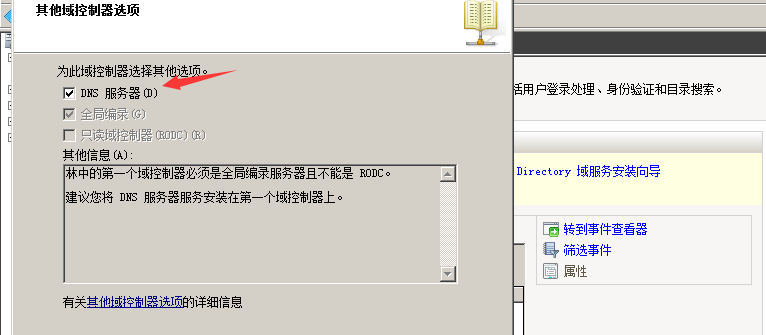 其他域控制器选项
为此域控制器选择其他选项。
DNS 服务器(D)
全局编录(G)
只读域控制器(RODC)(R)
其他信息(A):
林中的第一个域控制器必须是全局编录服务器且不能是 RODC。
建议您将 DNS 服务器服务安装在第一个域控制器上。
有关其他域控制器选项的详细信息
活用户登录处理、身份验证和目录搜索。
Directory 域服务安装向导
转到事件查看器
筛选事件
属性